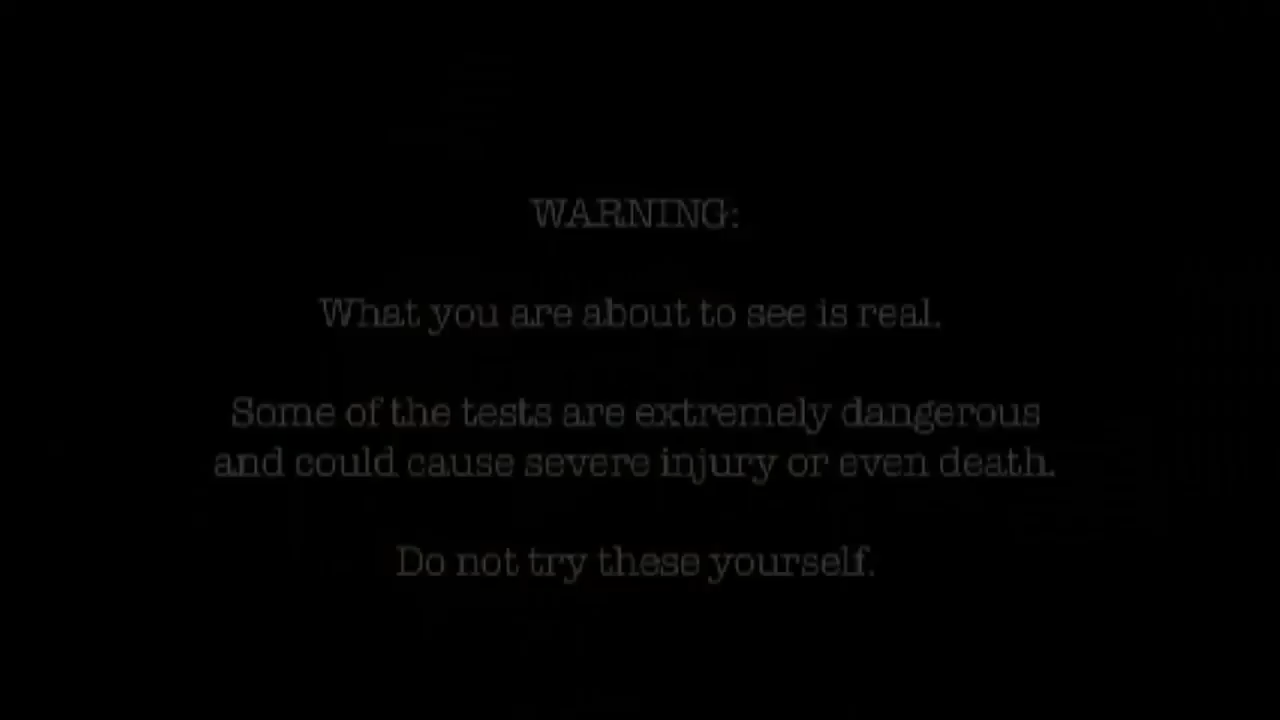 WARNING:
What you are about to see is real.
Some of the tests are extremely dangerous
and could cause severe injury or even death.
Do not try these yourself.